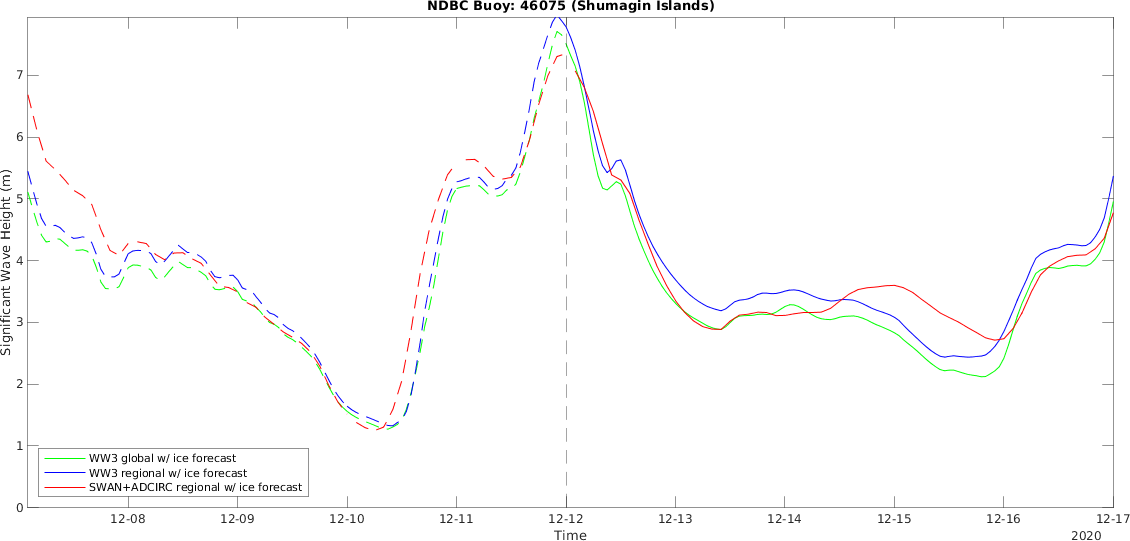 NDBC Buoy: 46075 (Shumagin Islands)
Significant Wave Height (m)
7
6
5
4
3
2
1
0
WW3 global w/ ice forecast
WW3 regional w/ ice forecast
SWAN+ADCIRC regional w/ ice forecast
12-08 12-09 12-10 12-11 12-12 12-13 12-14 12-15 12-16 12-17
Time
2020